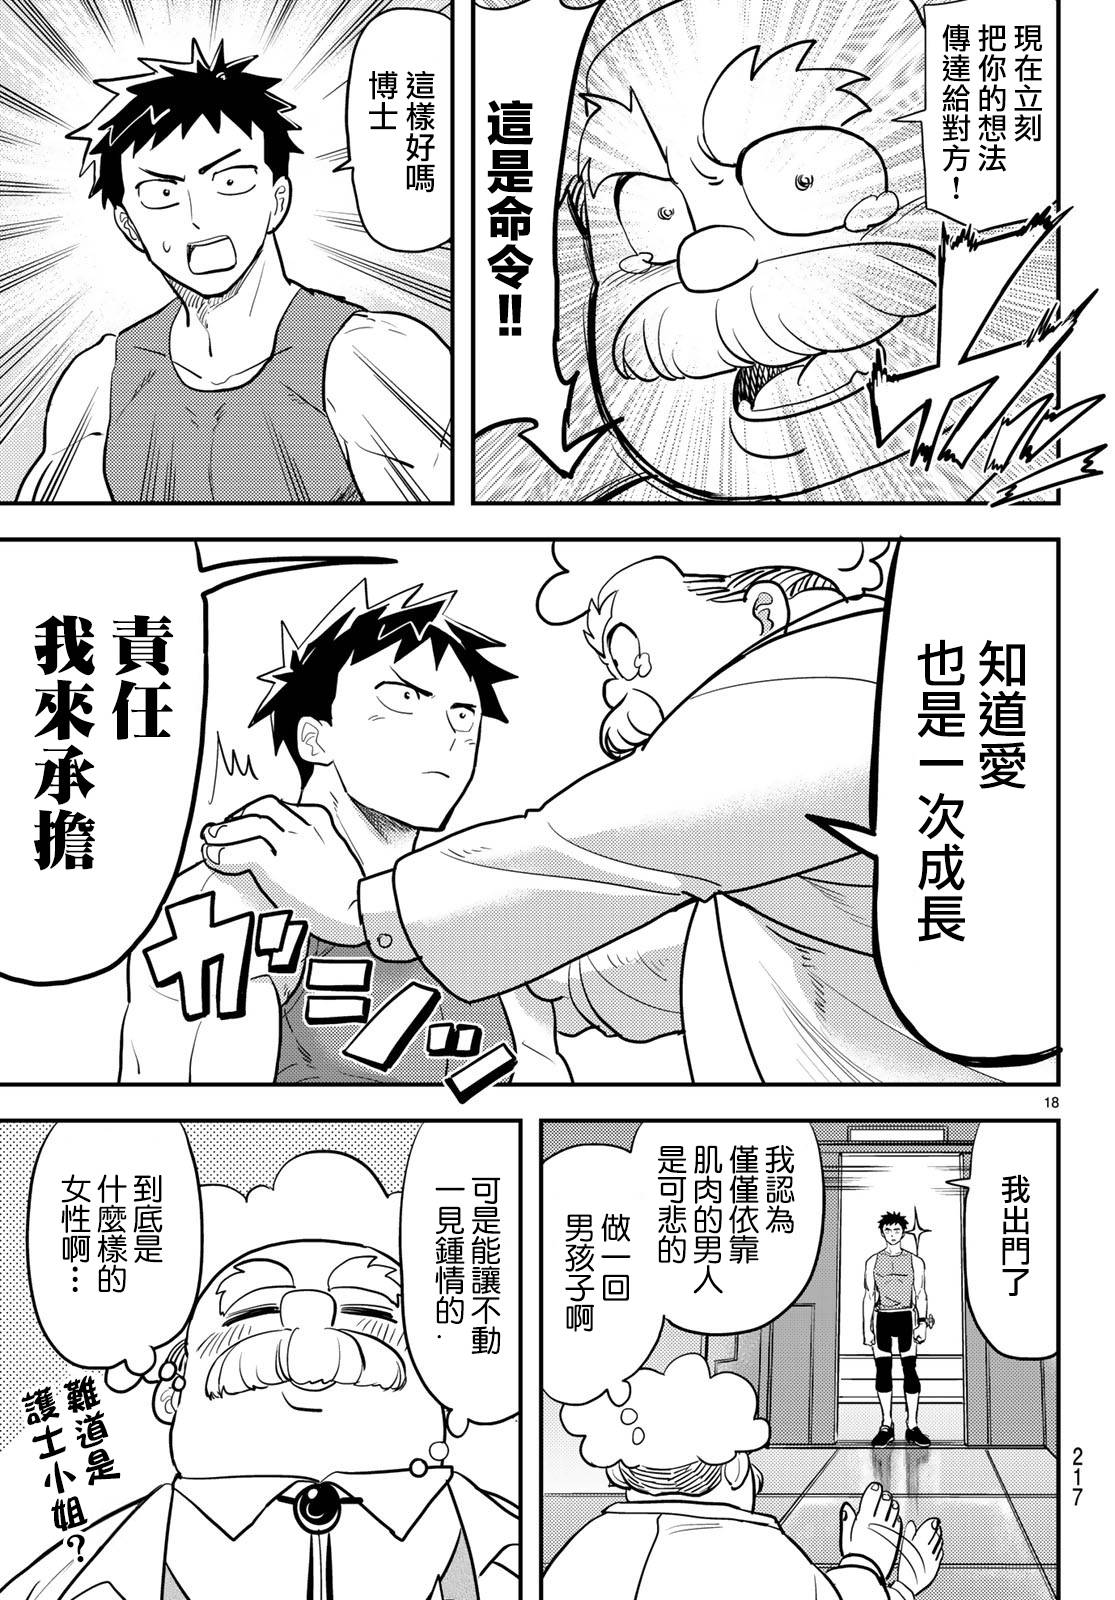 現在立刻
把你的想法
傳達給對方！
這是命令!!
這樣好嗎
博士
知道愛
也是一次成長
責任
我來承擔
ガシッ
18
我出門了
我認為
僅僅依靠
肌肉的男人
是可悲的
做一回
男孩子啊
可是能讓不動
一見鍾情的.
到底是
什麼樣的
女性啊…
難道是
護士小姐?
217